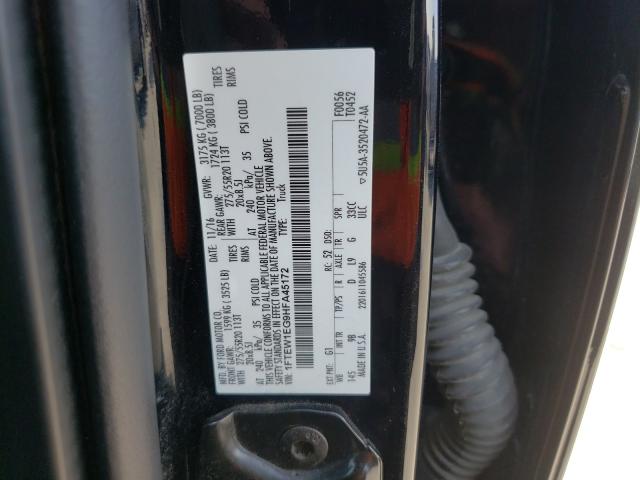 MFD. BY FORD MOTOR CO.
DATE: 11/16 GVWR: 3175 KG ( 7000 LB)
FRONT GAWR: 1599 KG ( 3525 LB) REAR GAWR: 1724 KG ( 3800 LB)
WITH 275/55R20 113T TIRES WITH 275/55R20 113T TIRES
20x8.5J RIMS 20x8.5J RIMS
AT 240 kPa/ 35 PSI COLD AT 240 kPa/ 35 PSI COLD
THIS VEHICLE CONFORMS TO ALL APPLICABLE FEDERAL MOTOR VEHICLE
SAFETY STANDARDS IN EFFECT ON THE DATE OF MANUFACTURE SHOWN ABOVE.
VIN: 1FTEW1EG9HFA45172
TYPE: Truck
F0056
T0452
EXT PNT: G1 RC: 52 DSO:
WB INT TR TP/PS R AXLE TR SPR
145 9B D L9 G 33CC
MADE IN U.S.A. ULC
▽5U5A-3520472-AA